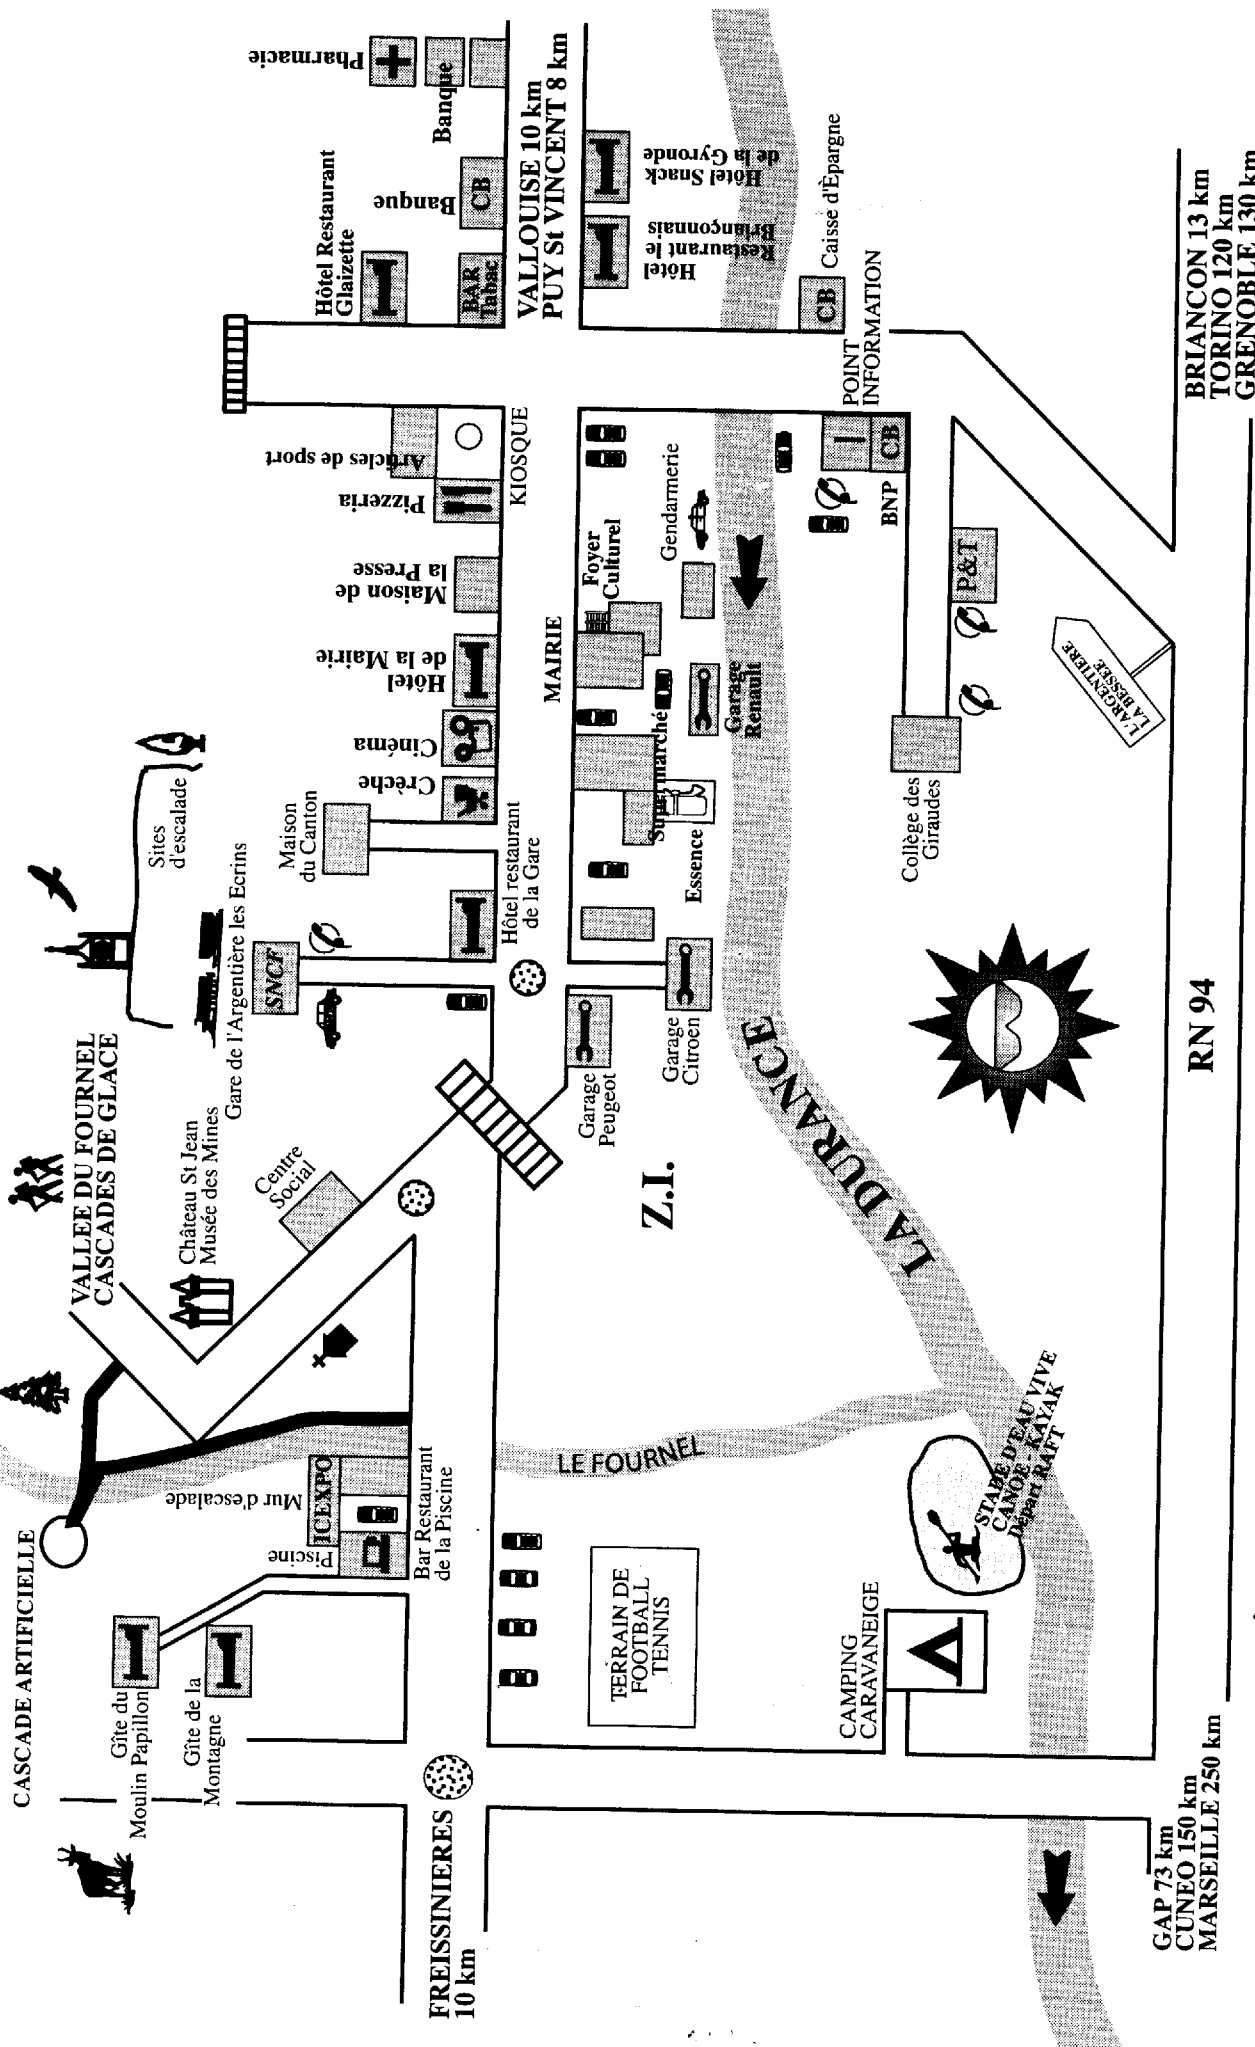 CASCADE ARTIFICIELLE
Gîte du
Moulin Papillon
Gîte de la
Montagne
FREISSINIERES
10 km
VALLEE DU FOURNEL
CASCADES DE GLACE
Château St Jean
Musée des Mines
Centre
Social
Gare de l'Argentière les Ecrins
SNCF
Sites
d'escalade
Maison
du Canton
Piscine
Mur d'escalade
ICEXPO
Bar Restaurant
de la Piscine
Hôtel restaurant
de la Gare
Crèche
Cinéma
Hôtel
de la Mairie
Maison de
la Presse
Pizzeria
Articles de sport
KIOSQUE
Hôtel Restaurant
Glaizette
BAR
Tabac
Banque
CB
Banque
Pharmacie
VALLOUISE 10 km
PUY St VINCENT 8 km
Hôtel
Restaurant le
Briançonnais
Hôtel Snack
de la Gyronde
MAIRIE
Foyer
Culturel
Gendarmerie
Garage
Renault
Supermarché
Essence
Garage
Citroen
Garage
Peugeot
Z.I.
LE FOURNEL
LA DURANCE
TERRAIN DE
FOOTBALL
TENNIS
CAMPING
CARAVANEIGE
STADE D'EAU VIVE
CANOE - KAYAK
Départ RAFT
Caisse d'Èpargne
CB
POINT
INFORMATION
I
CB
BNP
P&T
Collège des
Giraudes
L'ARGENTIERE
LA BESSEE
RN 94
BRIANCON 13 km
TORINO 120 km
GRENOBLE 130 km
GAP 73 km
CUNEO 150 km
MARSEILLE 250 km